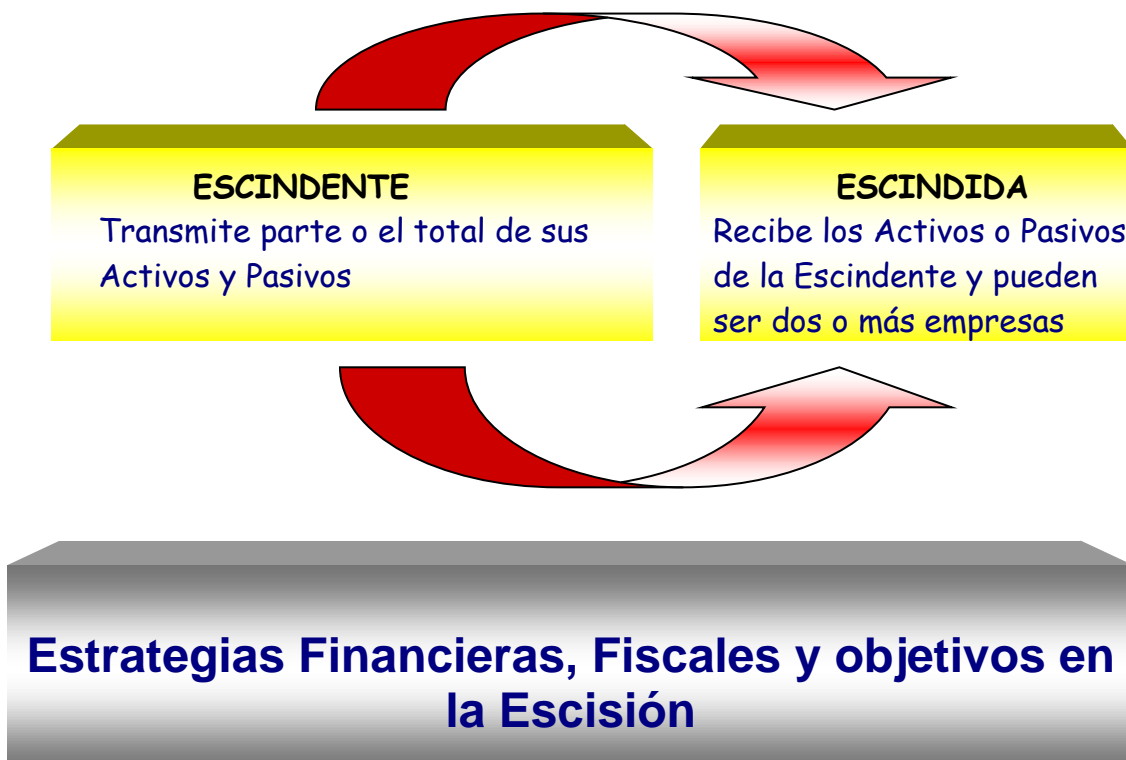 ESCINDENTE
Transmite parte o el total de sus
Activos y Pasivos
ESCINDIDA
Recibe los Activos o Pasivos
de la Escindente y pueden
ser dos o más empresas
Estrategias Financieras, Fiscales y objetivos en
la Escisión